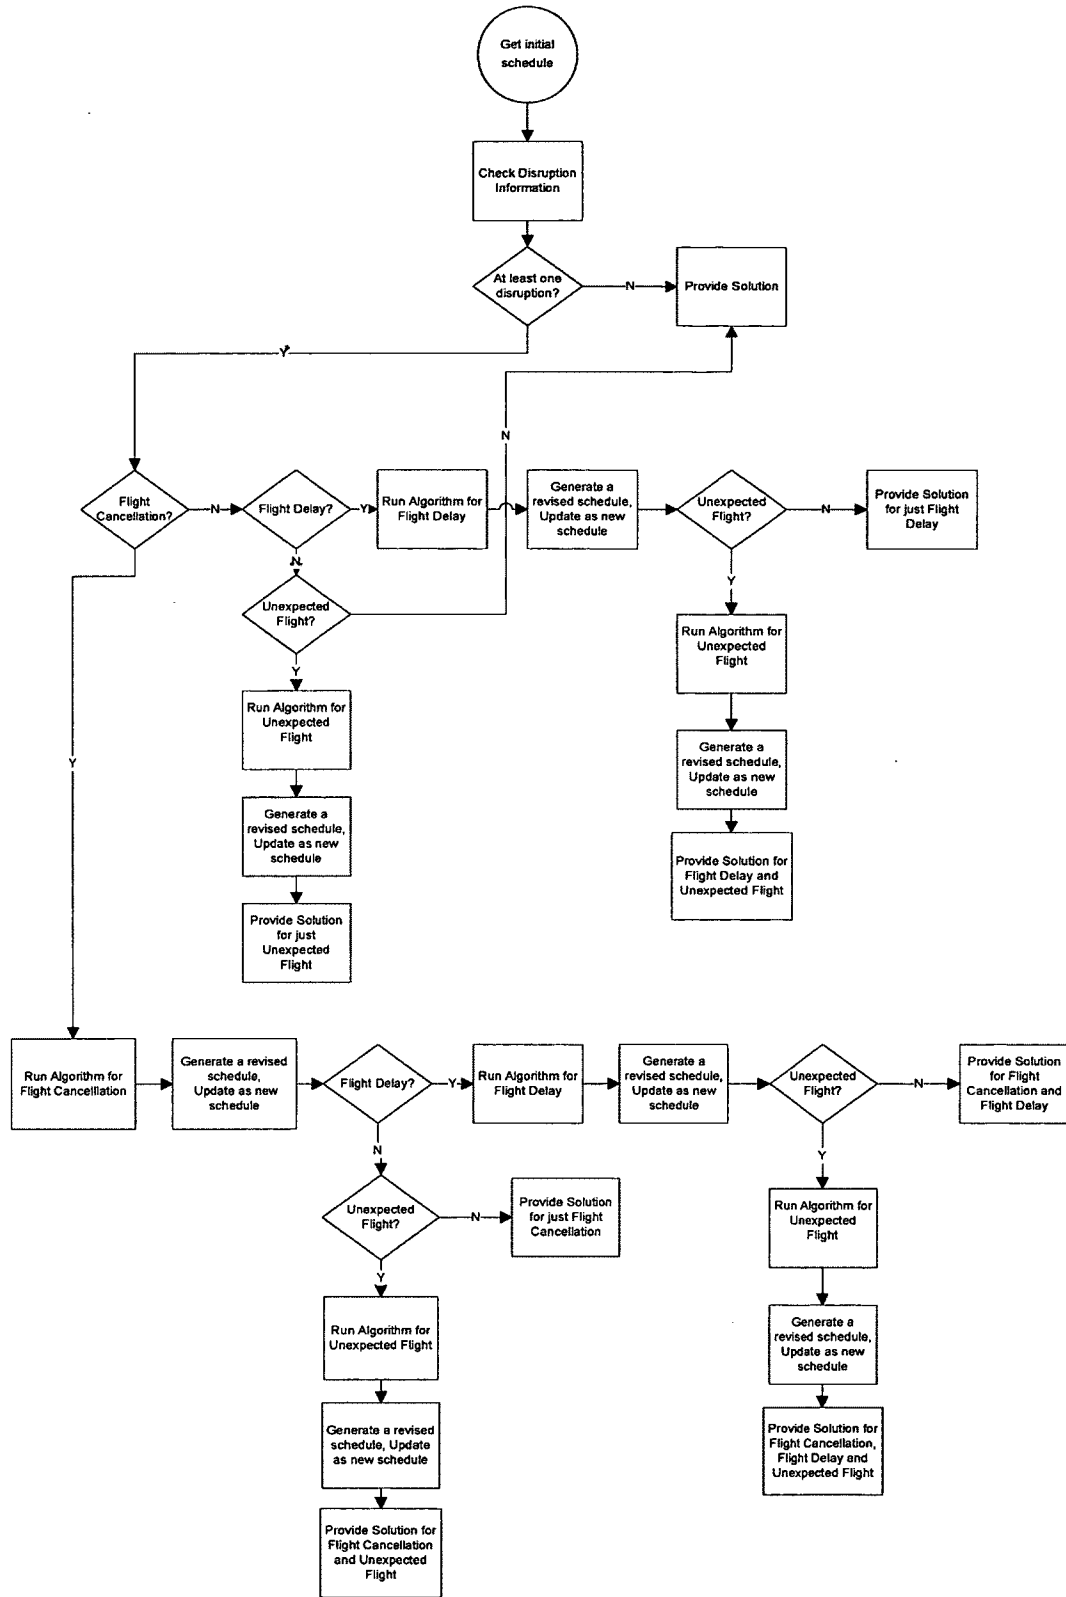 Get initial
schedule
Check Disruption
Information
At least one
disruption?
N
Provide Solution
Y
N
Flight
Cancellation?
N
Flight Delay?
Y
Run Algorithm for
Flight Delay
Generate a
revised schedule,
Update as new
schedule
Unexpected
Flight?
N
Provide Solution
for just Flight
Delay
N
Unexpected
Flight?
Y
Run Algorithm for
Unexpected
Flight
Y
Run Algorithm for
Unexpected
Flight
Y
Generate a
revised schedule,
Update as new
schedule
Generate a
revised schedule,
Update as new
schedule
Provide Solution for
Flight Delay and
Unexpected Flight
Provide Solution
for just
Unexpected
Flight
Run Algorithm for
Flight Cancelllation
Generate a revised
schedule,
Update as new
schedule
Flight Delay?
Y
Run Algorithm for
Flight Delay
Generate a
revised schedule,
Update as new
schedule
Unexpected
Flight?
N
Provide Solution
for Flight
Cancellation and
Flight Delay
N
Y
Unexpected
Flight?
N
Provide Solution
for just Flight
Cancellation
Run Algorithm for
Unexpected
Flight
Y
Run Algorithm for
Unexpected Flight
Generate a
revised schedule,
Update as new
schedule
Generate a revised
schedule, Update
as new schedule
Provide Solution for
Flight Cancellation,
Flight Delay and
Unexpected Flight
Provide Solution for
Flight Cancellation
and Unexpected
Flight